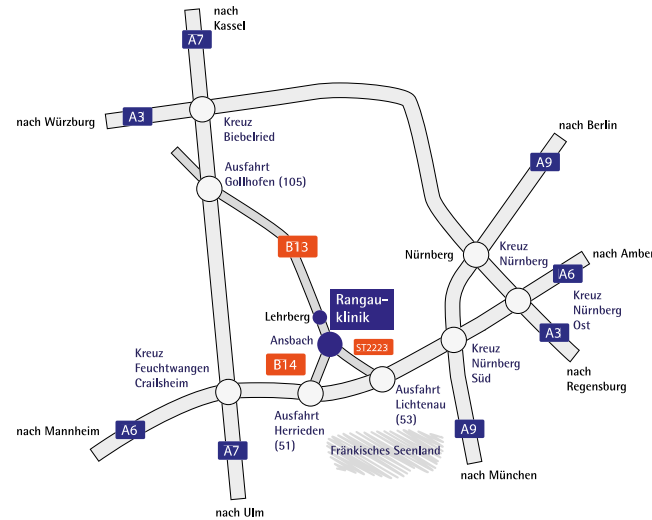 nach
Kassel
A7
nach Würzburg
A3
Kreuz
Biebelried
nach Berlin
A9
Ausfahrt
Gollhofen (105)
B13
Nürnberg
Kreuz
Nürnberg
nach Amber
A6
Rangau-
klinik
Lehrberg
Ansbach
ST2223
Kreuz
Nürnberg
Ost
A3
nach
Regensburg
Kreuz
Feuchtwangen
Crailsheim
B14
Kreuz
Nürnberg
Süd
Ausfahrt
Lichtenau
(53)
Ausfahrt
Herrieden
(51)
nach Mannheim
A6
A7
nach Ulm
Fränkisches Seenland
A9
nach München